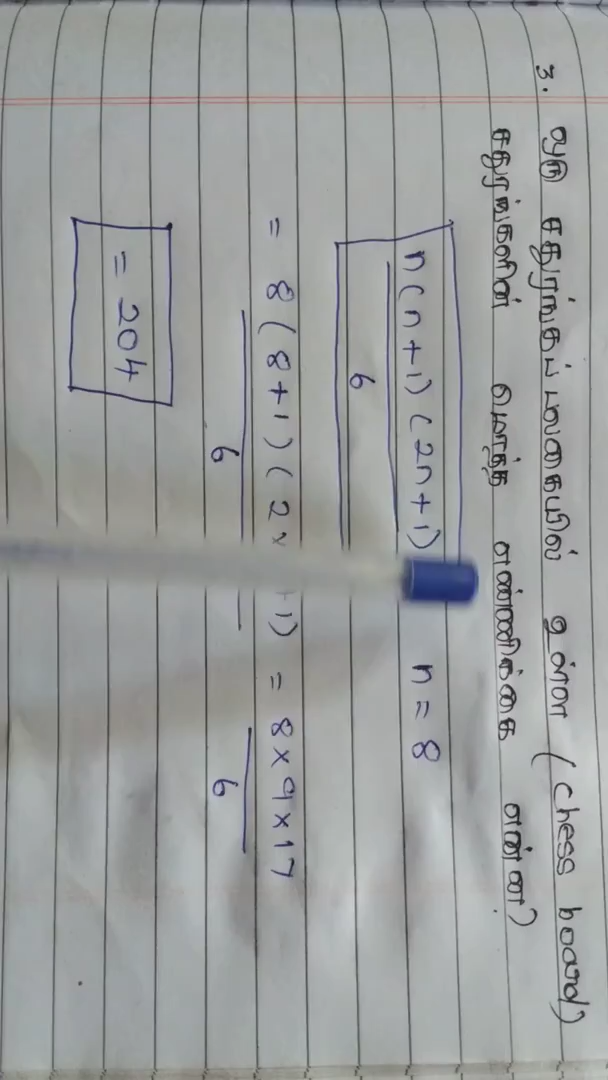 3. ஒரு சதுரங்கப் பலகையில் உள்ள (chess board)
சதுரங்களின் மொத்த எண்ணிக்கை என்ன?
n(n+1)(2n+1) n=8
6
= 8(8+1)(2× +1) = 8×9×17
6 6
= 204